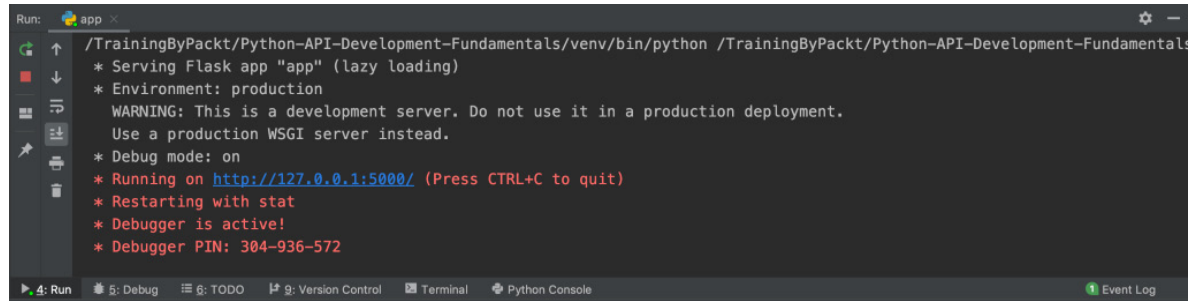 Run: app
/TrainingByPackt/Python-API-Development-Fundamentals/venv/bin/python /TrainingByPackt/Python-API-Development-Fundamentals
* Serving Flask app "app" (lazy loading)
* Environment: production
WARNING: This is a development server. Do not use it in a production deployment.
Use a production WSGI server instead.
* Debug mode: on
* Running on http://127.0.0.1:5000/ (Press CTRL+C to quit)
* Restarting with stat
* Debugger is active!
* Debugger PIN: 304-936-572
4: Run 5: Debug 6: TODO 9: Version Control Terminal Python Console 1 Event Log